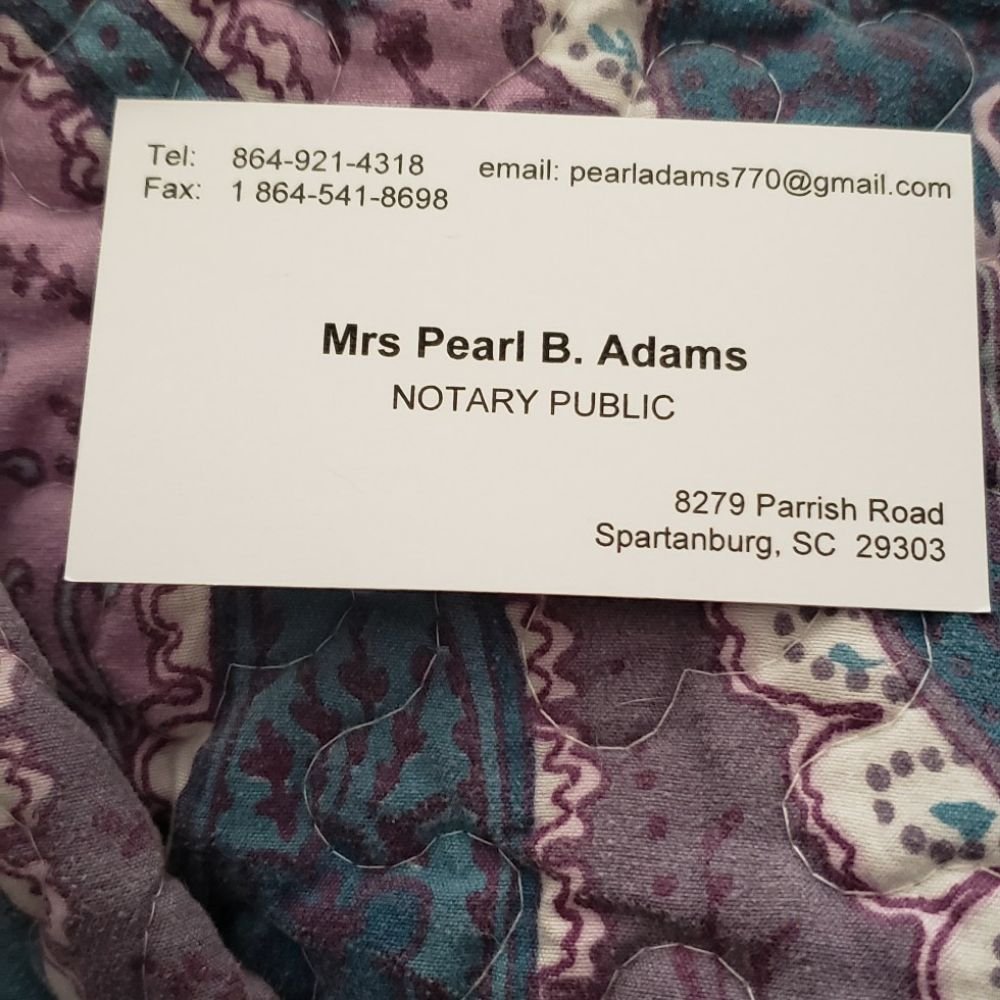 Tel: 864-921-4318 email: pearladams770@gmail.com
Fax: 1 864-541-8698
Mrs Pearl B. Adams
NOTARY PUBLIC
8279 Parrish Road
Spartanburg, SC 29303